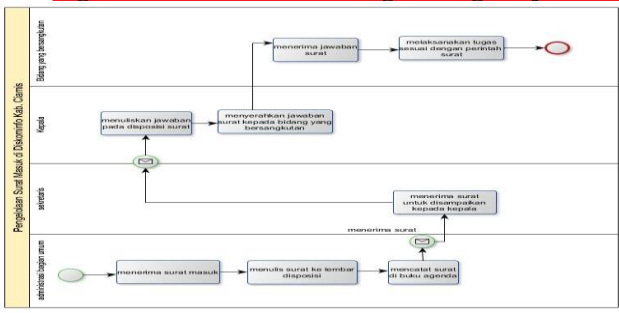 Pengelolaan Surat Masuk di Diskominfo Kab. Ciamis
Bidang yang bersangkutan
menerima jawaban
surat
melaksanakan tugas
sesuai dengan perintah
surat
Kepala
menuliskan jawaban
pada disposisi surat
menyerahkan jawaban
surat kepada bidang yang
bersangkutan
sekretaris
menerima surat
untuk disampaikan
kepada kepala
menerima surat
administrasi bagian umum
menerima surat masuk
menulis surat ke lembar
disposisi
mencatat surat
di buku agenda